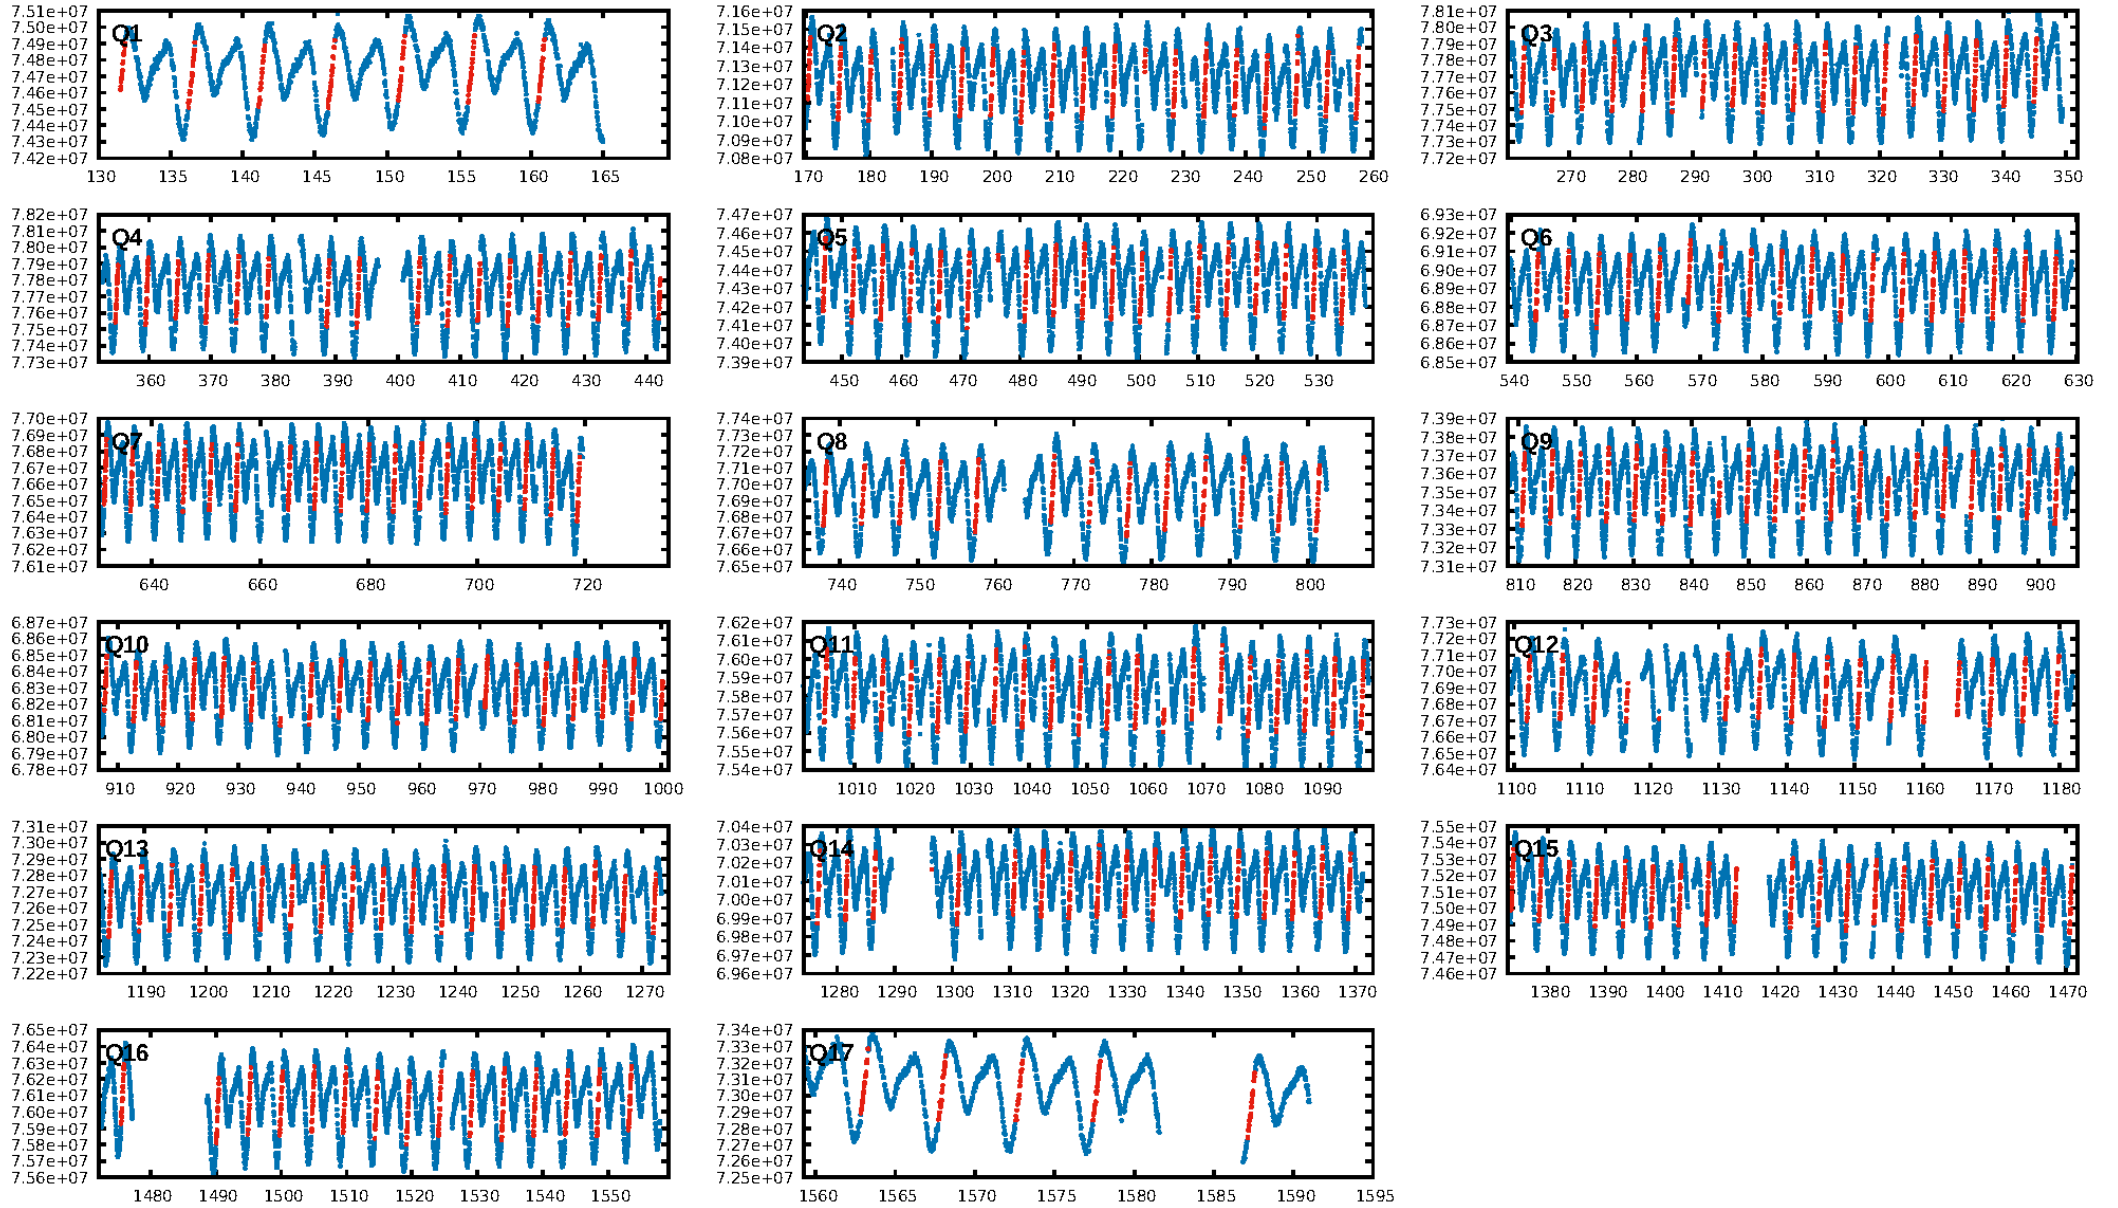 Q1
7.51e+07
7.50e+07
7.49e+07
7.48e+07
7.47e+07
7.46e+07
7.45e+07
7.44e+07
7.43e+07
7.42e+07
130 135 140 145 150 155 160 165
Q2
7.16e+07
7.15e+07
7.14e+07
7.13e+07
7.12e+07
7.11e+07
7.10e+07
7.09e+07
7.08e+07
170 180 190 200 210 220 230 240 250 260
Q3
7.81e+07
7.80e+07
7.79e+07
7.78e+07
7.77e+07
7.76e+07
7.75e+07
7.74e+07
7.73e+07
7.72e+07
270 280 290 300 310 320 330 340 350
Q4
7.82e+07
7.81e+07
7.80e+07
7.79e+07
7.78e+07
7.77e+07
7.76e+07
7.75e+07
7.74e+07
7.73e+07
360 370 380 390 400 410 420 430 440
Q5
7.47e+07
7.46e+07
7.45e+07
7.44e+07
7.43e+07
7.42e+07
7.41e+07
7.40e+07
7.39e+07
450 460 470 480 490 500 510 520 530
Q6
6.93e+07
6.92e+07
6.91e+07
6.90e+07
6.89e+07
6.88e+07
6.87e+07
6.86e+07
6.85e+07
540 550 560 570 580 590 600 610 620 630
Q7
7.70e+07
7.69e+07
7.68e+07
7.67e+07
7.66e+07
7.65e+07
7.64e+07
7.63e+07
7.62e+07
7.61e+07
640 660 680 700 720
Q8
7.74e+07
7.73e+07
7.72e+07
7.71e+07
7.70e+07
7.69e+07
7.68e+07
7.67e+07
7.66e+07
7.65e+07
740 750 760 770 780 790 800
Q9
7.39e+07
7.38e+07
7.37e+07
7.36e+07
7.35e+07
7.34e+07
7.33e+07
7.32e+07
7.31e+07
810 820 830 840 850 860 870 880 890 900
Q10
6.87e+07
6.86e+07
6.85e+07
6.84e+07
6.83e+07
6.82e+07
6.81e+07
6.80e+07
6.79e+07
6.78e+07
910 920 930 940 950 960 970 980 990 1000
Q11
7.62e+07
7.61e+07
7.60e+07
7.59e+07
7.58e+07
7.57e+07
7.56e+07
7.55e+07
7.54e+07
1010 1020 1030 1040 1050 1060 1070 1080 1090
Q12
7.73e+07
7.72e+07
7.71e+07
7.70e+07
7.69e+07
7.68e+07
7.67e+07
7.66e+07
7.65e+07
7.64e+07
1100 1110 1120 1130 1140 1150 1160 1170 1180
Q13
7.31e+07
7.30e+07
7.29e+07
7.28e+07
7.27e+07
7.26e+07
7.25e+07
7.24e+07
7.23e+07
7.22e+07
1190 1200 1210 1220 1230 1240 1250 1260 1270
Q14
7.04e+07
7.03e+07
7.02e+07
7.01e+07
7.00e+07
6.99e+07
6.98e+07
6.97e+07
6.96e+07
1280 1290 1300 1310 1320 1330 1340 1350 1360 1370
Q15
7.55e+07
7.54e+07
7.53e+07
7.52e+07
7.51e+07
7.50e+07
7.49e+07
7.48e+07
7.47e+07
7.46e+07
1380 1390 1400 1410 1420 1430 1440 1450 1460 1470
Q16
7.65e+07
7.64e+07
7.63e+07
7.62e+07
7.61e+07
7.60e+07
7.59e+07
7.58e+07
7.57e+07
7.56e+07
1480 1490 1500 1510 1520 1530 1540 1550
Q17
7.34e+07
7.33e+07
7.32e+07
7.31e+07
7.30e+07
7.29e+07
7.28e+07
7.27e+07
7.26e+07
7.25e+07
1560 1565 1570 1575 1580 1585 1590 1595